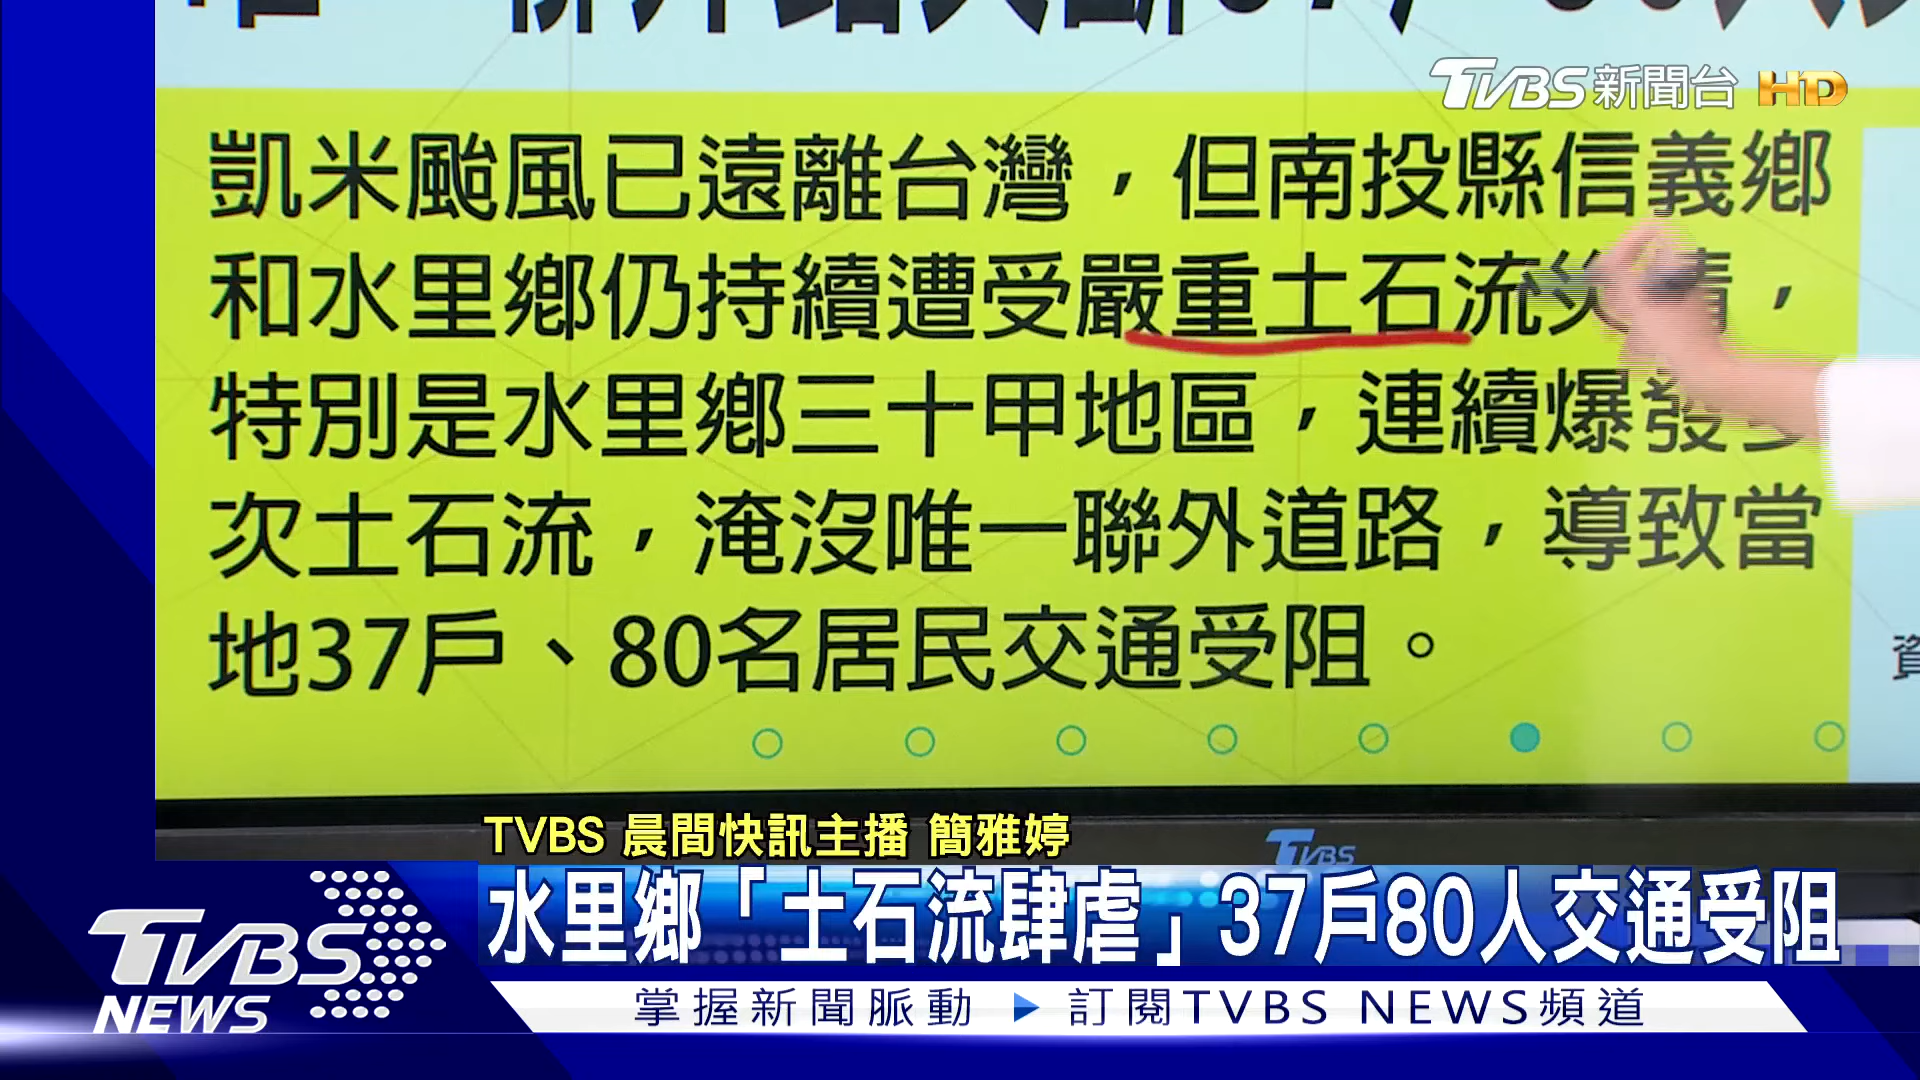 TVBS新聞台 HD
凱米颱風已遠離台灣，但南投縣信義鄉
和水里鄉仍持續遭受嚴重土石流災情，
特別是水里鄉三十甲地區，連續爆發多
次土石流，淹沒唯一聯外道路，導致當
地37戶、80名居民交通受阻。
資
TVBS
TVBS 晨間快訊主播 簡雅婷
水里鄉「土石流肆虐」37戶80人交通受阻
TVBS NEWS
掌握新聞脈動 ▶ 訂閱TVBS NEWS頻道